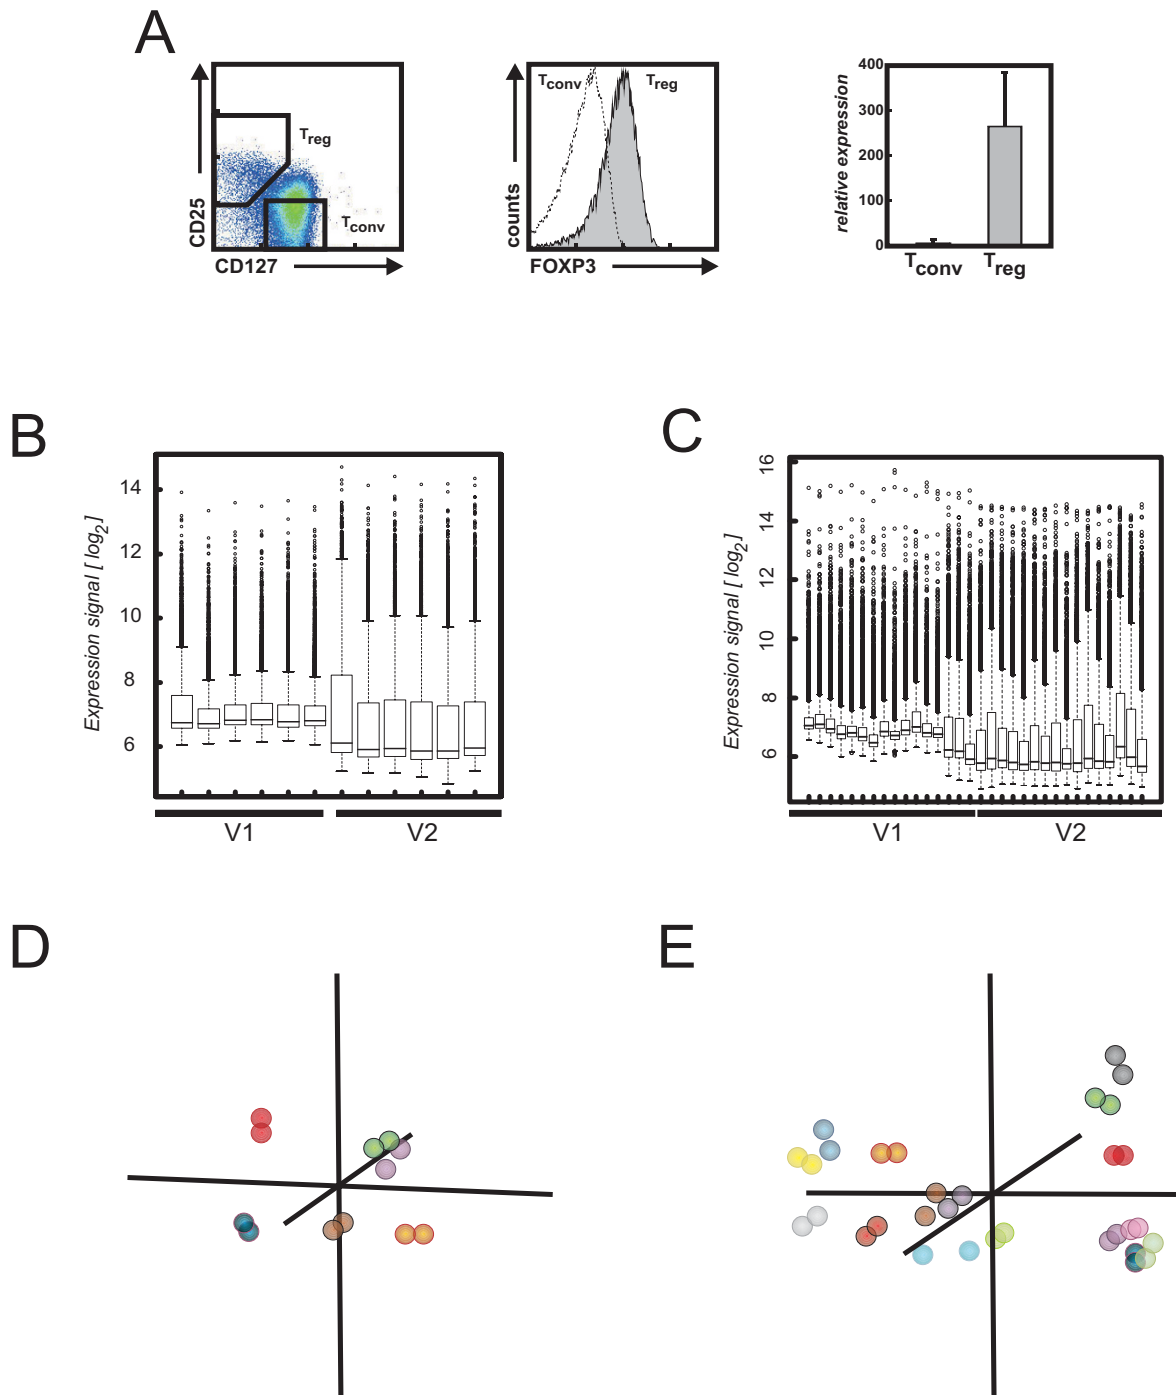 A
CD25
CD127
Treg
Tconv
counts
FOXP3
Tconv
Treg
relative expression
400
300
200
100
0
Tconv
Treg
B
Expression signal [ log2]
14
12
10
8
6
V1
V2
C
Expression signal [ log2]
16
14
12
10
8
6
V1
V2
D
E